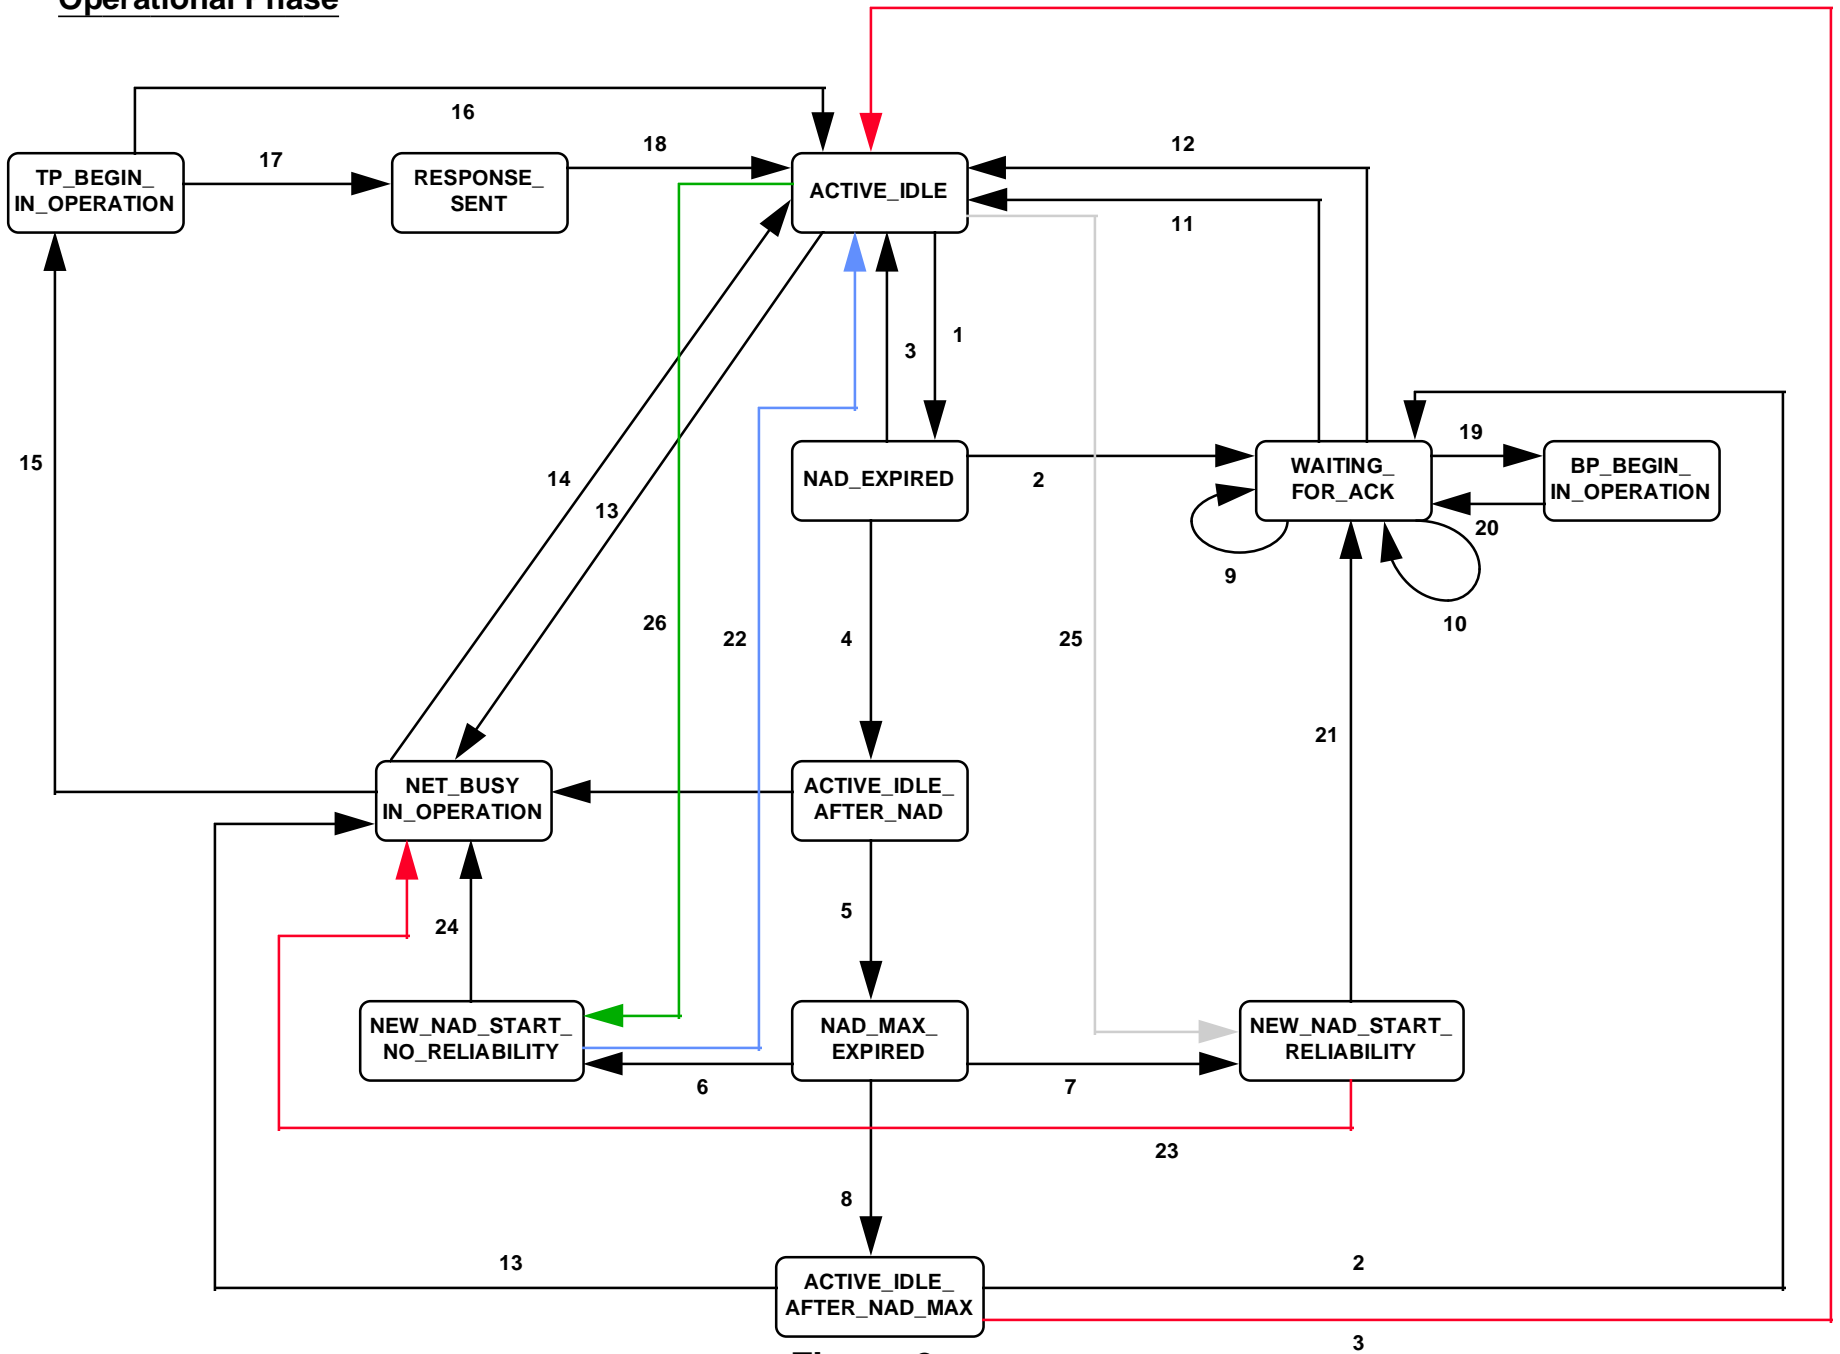 Operational Phase
16
12
17
18
TP_BEGIN_
IN_OPERATION
RESPONSE_
SENT
ACTIVE_IDLE
11
3
1
15
14
13
NAD_EXPIRED
2
WAITING_
FOR_ACK
19
BP_BEGIN_
IN_OPERATION
20
9
10
26
22
4
25
21
NET_BUSY
IN_OPERATION
ACTIVE_IDLE_
AFTER_NAD
24
5
NEW_NAD_START_
NO_RELIABILITY
NAD_MAX_
EXPIRED
NEW_NAD_START_
RELIABILITY
6
7
23
8
13
2
ACTIVE_IDLE_
AFTER_NAD_MAX
3